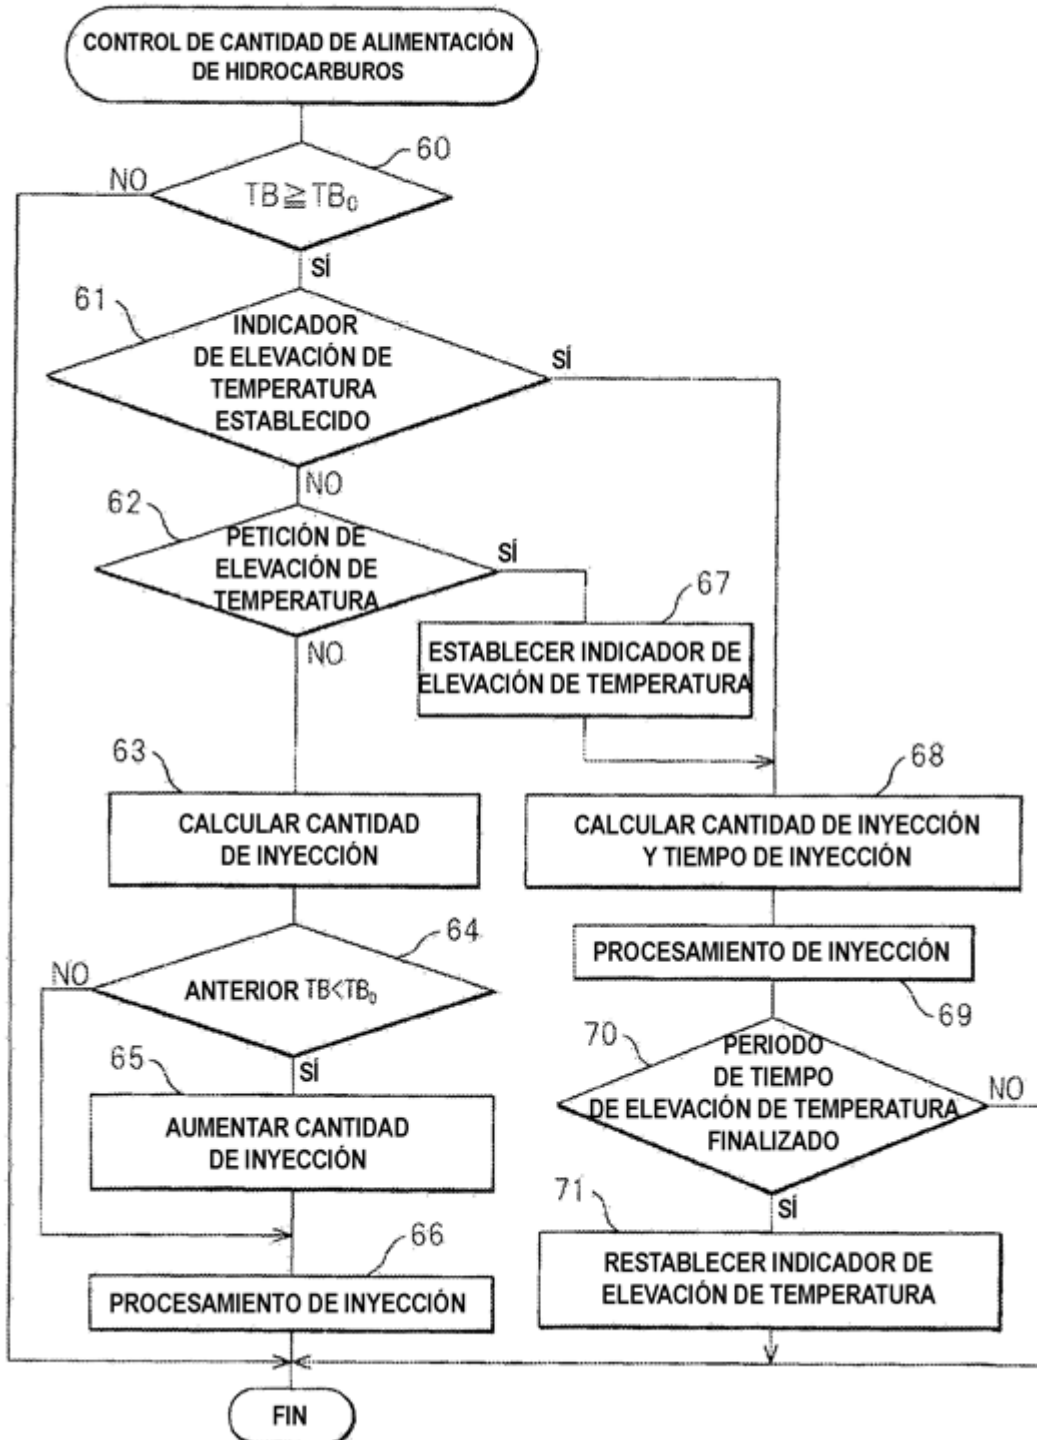 CONTROL DE CANTIDAD DE ALIMENTACIÓN
DE HIDROCARBUROS
60
NO
TB≧TB₀
SÍ
61
INDICADOR
DE ELEVACIÓN DE
TEMPERATURA
ESTABLECIDO
SÍ
NO
62
PETICIÓN DE
ELEVACIÓN DE
TEMPERATURA
SÍ
NO
67
ESTABLECER INDICADOR DE
ELEVACIÓN DE TEMPERATURA
63
CALCULAR CANTIDAD
DE INYECCIÓN
68
CALCULAR CANTIDAD DE INYECCIÓN
Y TIEMPO DE INYECCIÓN
64
NO
ANTERIOR TB<TB₀
SÍ
PROCESAMIENTO DE INYECCIÓN
69
65
AUMENTAR CANTIDAD
DE INYECCIÓN
70
PERIODO
DE TIEMPO
DE ELEVACIÓN DE TEMPERATURA
FINALIZADO
NO
SÍ
66
PROCESAMIENTO DE INYECCIÓN
71
RESTABLECER INDICADOR DE
ELEVACIÓN DE TEMPERATURA
FIN